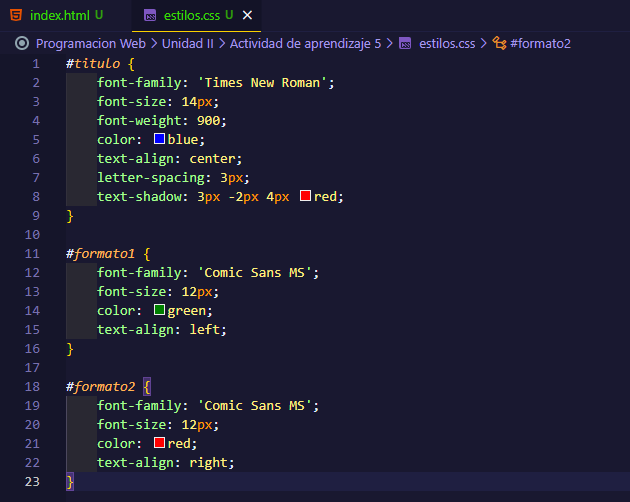 index.html U estilos.css U
Programacion Web > Unidad II > Actividad de aprendizaje 5 > estilos.css > #formato2
1 #titulo {
2 font-family: 'Times New Roman';
3 font-size: 14px;
4 font-weight: 900;
5 color: blue;
6 text-align: center;
7 letter-spacing: 3px;
8 text-shadow: 3px -2px 4px red;
9 }
10
11 #formato1 {
12 font-family: 'Comic Sans MS';
13 font-size: 12px;
14 color: green;
15 text-align: left;
16 }
17
18 #formato2 {
19 font-family: 'Comic Sans MS';
20 font-size: 12px;
21 color: red;
22 text-align: right;
23 }